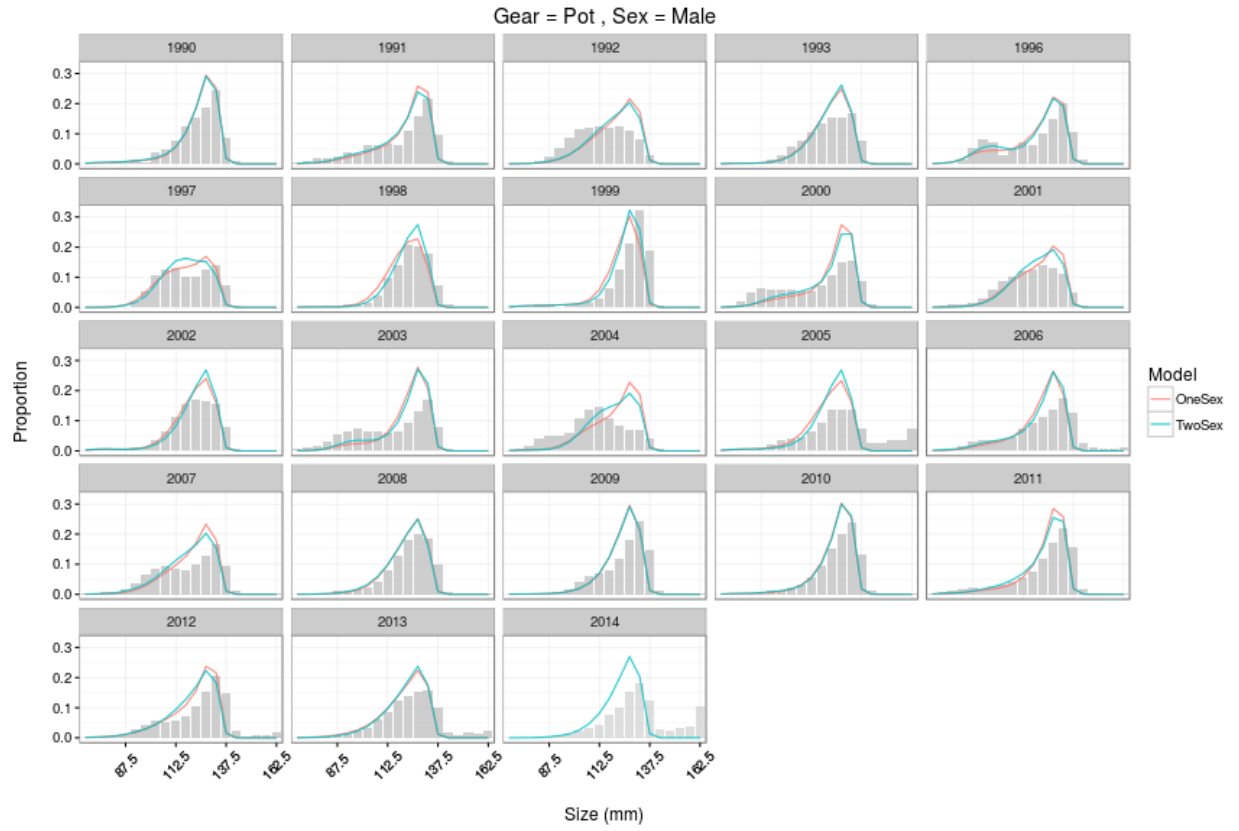 Gear = Pot , Sex = Male
1990 1991 1992 1993 1996
0.3
0.2
0.1
0.0
1997 1998 1999 2000 2001
0.3
0.2
0.1
0.0
2002 2003 2004 2005 2006
0.3
0.2
0.1
0.0
2007 2008 2009 2010 2011
0.3
0.2
0.1
0.0
2012 2013 2014
0.3
0.2
0.1
0.0
87.5 112.5 137.5 162.5 87.5 112.5 137.5 162.5 87.5 112.5 137.5 162.5
Proportion
Size (mm)
Model
OneSex
TwoSex